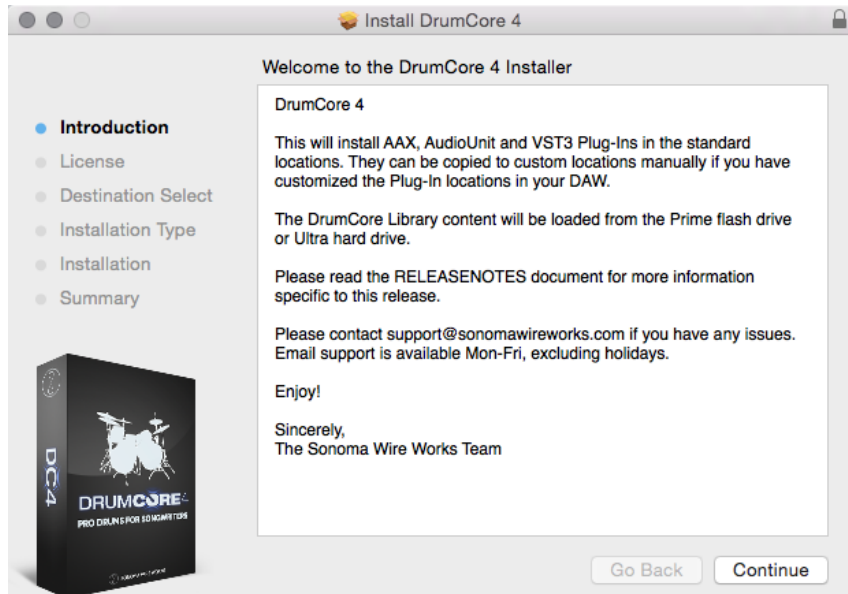 Install DrumCore 4
Welcome to the DrumCore 4 Installer
Introduction
License
Destination Select
Installation Type
Installation
Summary
DrumCore 4
This will install AAX, AudioUnit and VST3 Plug-Ins in the standard
locations. They can be copied to custom locations manually if you have
customized the Plug-In locations in your DAW.
The DrumCore Library content will be loaded from the Prime flash drive
or Ultra hard drive.
Please read the RELEASENOTES document for more information
specific to this release.
Please contact support@sonomawireworks.com if you have any issues.
Email support is available Mon-Fri, excluding holidays.
Enjoy!
Sincerely,
The Sonoma Wire Works Team
DC4
DRUMCORE 4
PRO DRUMS FOR SONGWRITERS
Go Back
Continue